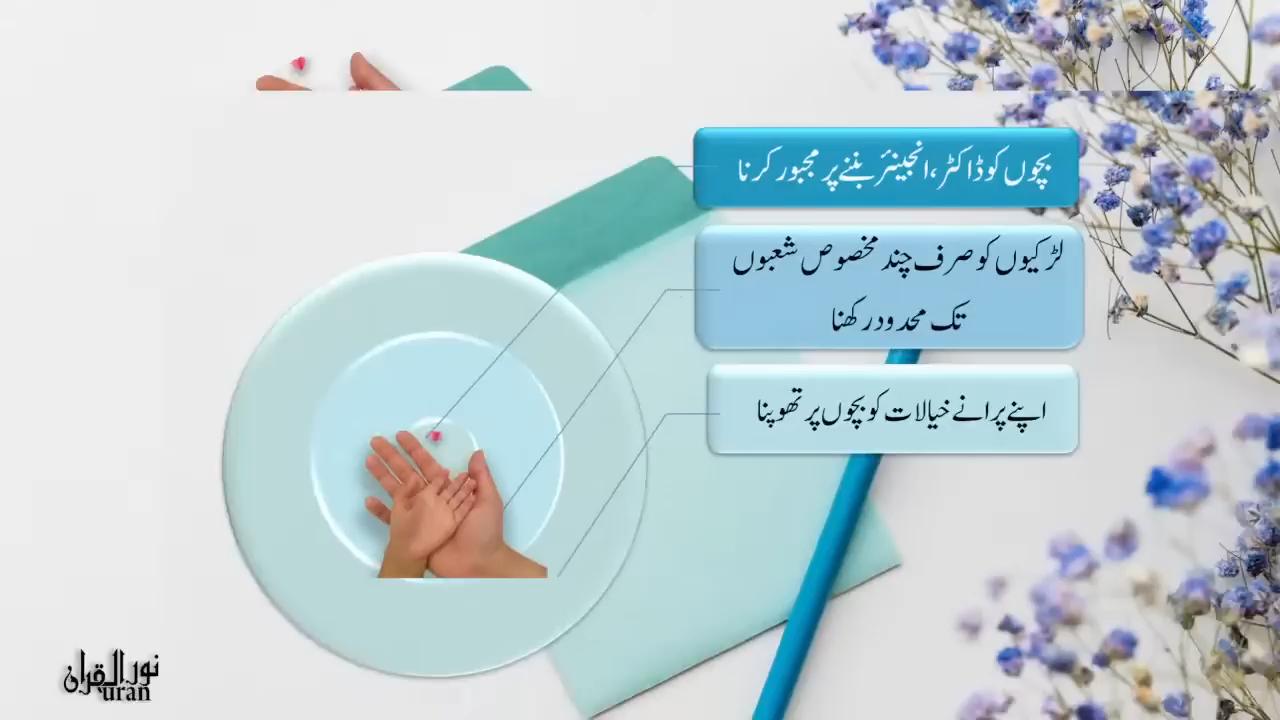 بچوں کو ڈاکٹر، انجینئر بننے پر مجبور کرنا
لڑکیوں کو صرف چند مخصوص شعبوں
تک محدود رکھنا
اپنے پرانے خیالات کو بچوں پر تھوپنا
نور القرآن
uran